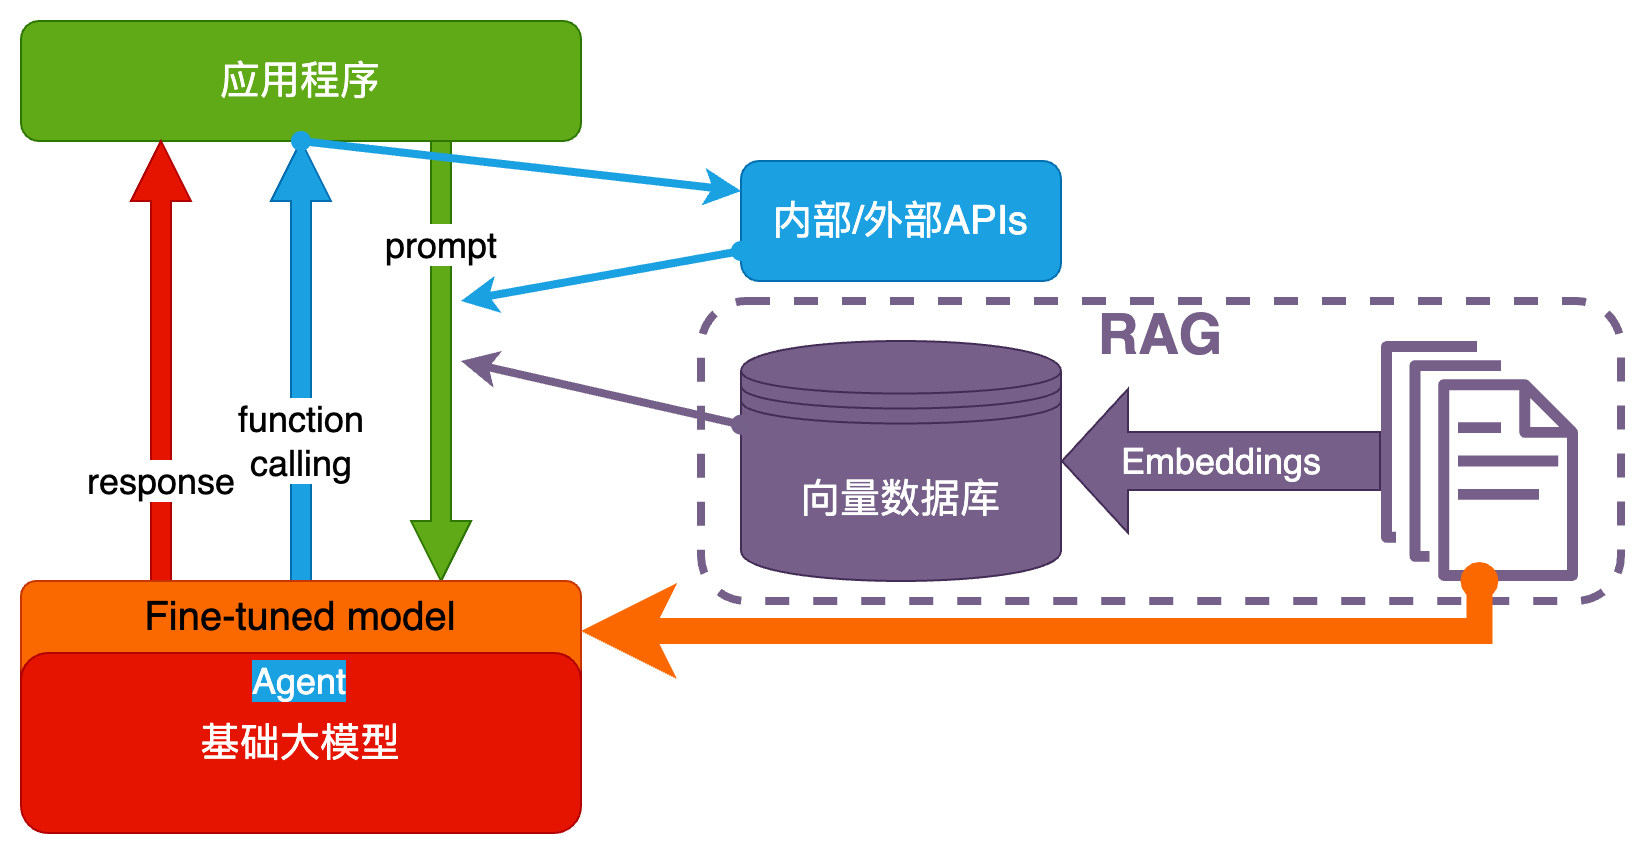 应用程序
prompt
内部/外部APIs
RAG
function
calling
response
Embeddings
向量数据库
Fine-tuned model
Agent
基础大模型